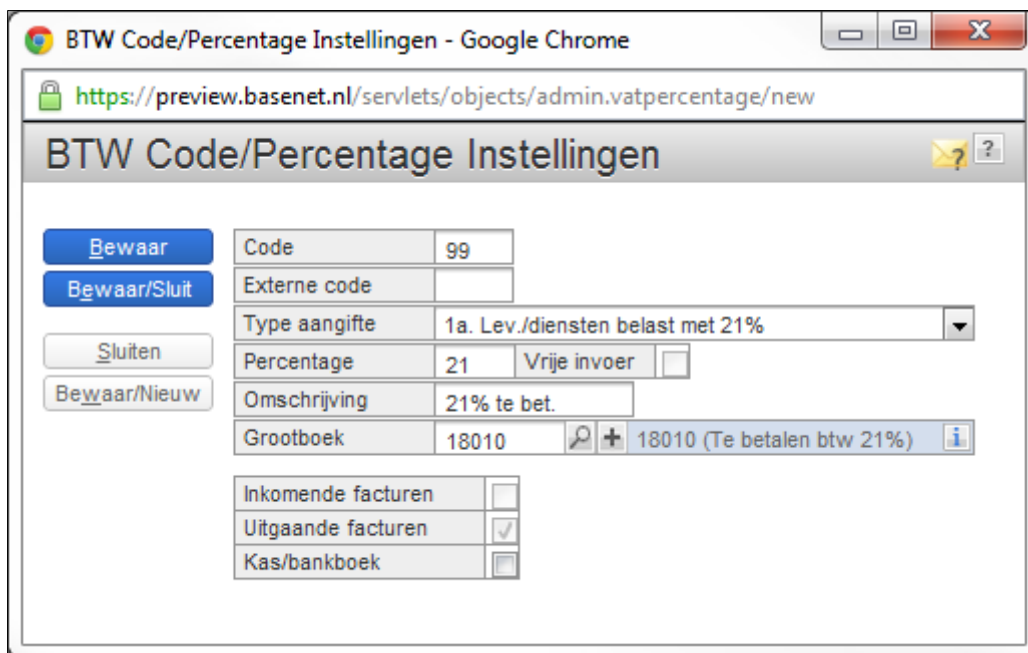 BTW Code/Percentage Instellingen - Google Chrome
https://preview.basenet.nl/servlets/objects/admin.vatpercentage/new
BTW Code/Percentage Instellingen ? ?
Bewaar
Bewaar/Sluit
Sluiten
Bewaar/Nieuw
Code 99
Externe code
Type aangifte 1a. Lev./diensten belast met 21%
Percentage 21 Vrije invoer
Omschrijving 21% te bet.
Grootboek 18010 18010 (Te betalen btw 21%) i
Inkomende facturen
Uitgaande facturen
Kas/bankboek